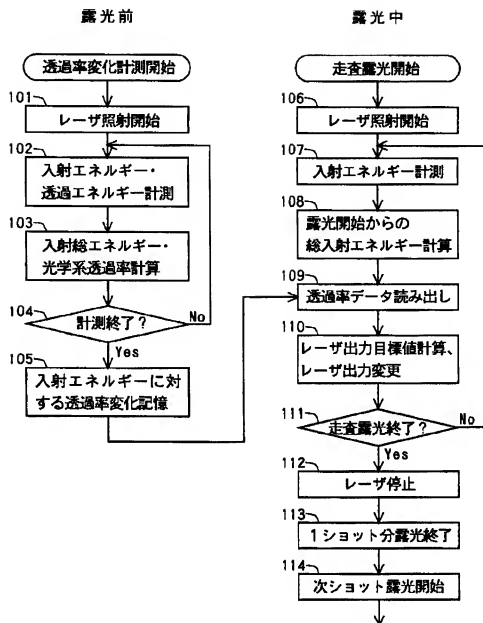 露光前
透過率変化計測開始
101
レーザ照射開始
102
入射エネルギー・
透過エネルギー計測
103
入射総エネルギー・
光学系透過率計算
104
計測終了?
No
Yes
105
入射エネルギーに対
する透過率変化記憶
露光中
走査露光開始
106
レーザ照射開始
107
入射エネルギー計測
108
露光開始からの
総入射エネルギー計算
109
透過率データ読み出し
110
レーザ出力目標値計算、
レーザ出力変更
111
走査露光終了?
No
Yes
112
レーザ停止
113
1ショット分露光終了
114
次ショット露光開始